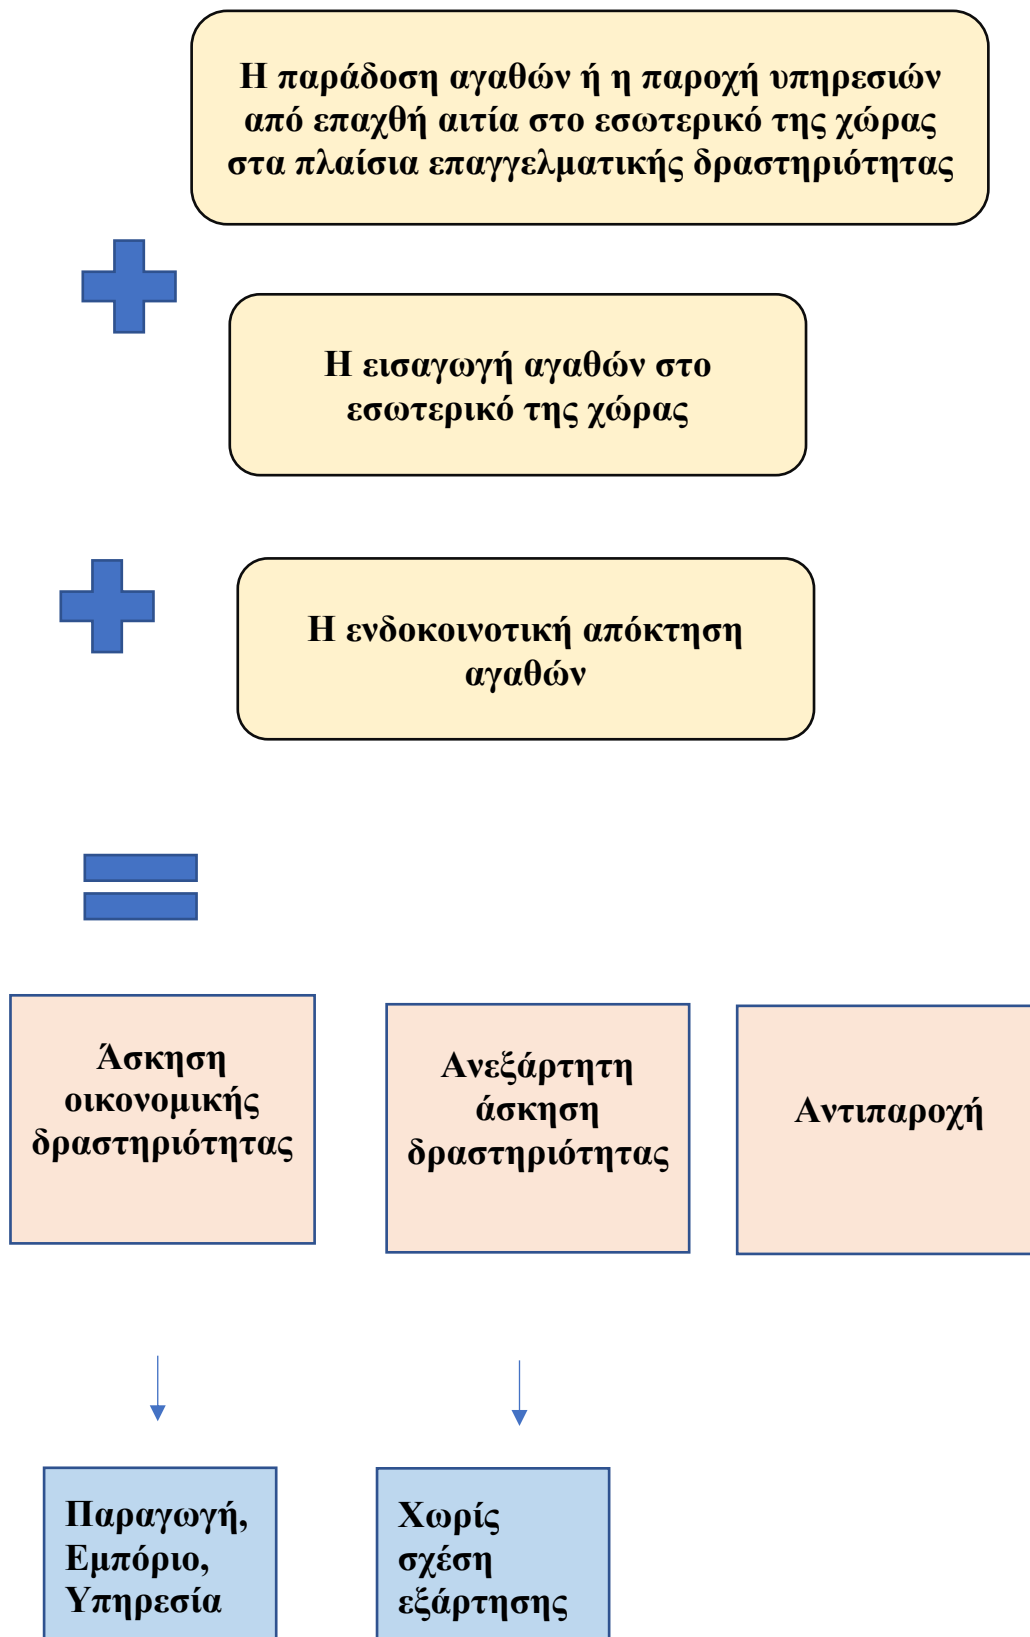 Η παράδοση αγαθών ή η παροχή υπηρεσιών
από επαχθή αιτία στο εσωτερικό της χώρας
στα πλαίσια επαγγελματικής δραστηριότητας
Η εισαγωγή αγαθών στο
εσωτερικό της χώρας
Η ενδοκοινοτική απόκτηση
αγαθών
Άσκηση
οικονομικής
δραστηριότητας
Ανεξάρτητη
άσκηση
δραστηριότητας
Αντιπαροχή
Παραγωγή,
Εμπόριο,
Υπηρεσία
Χωρίς
σχέση
εξάρτησης